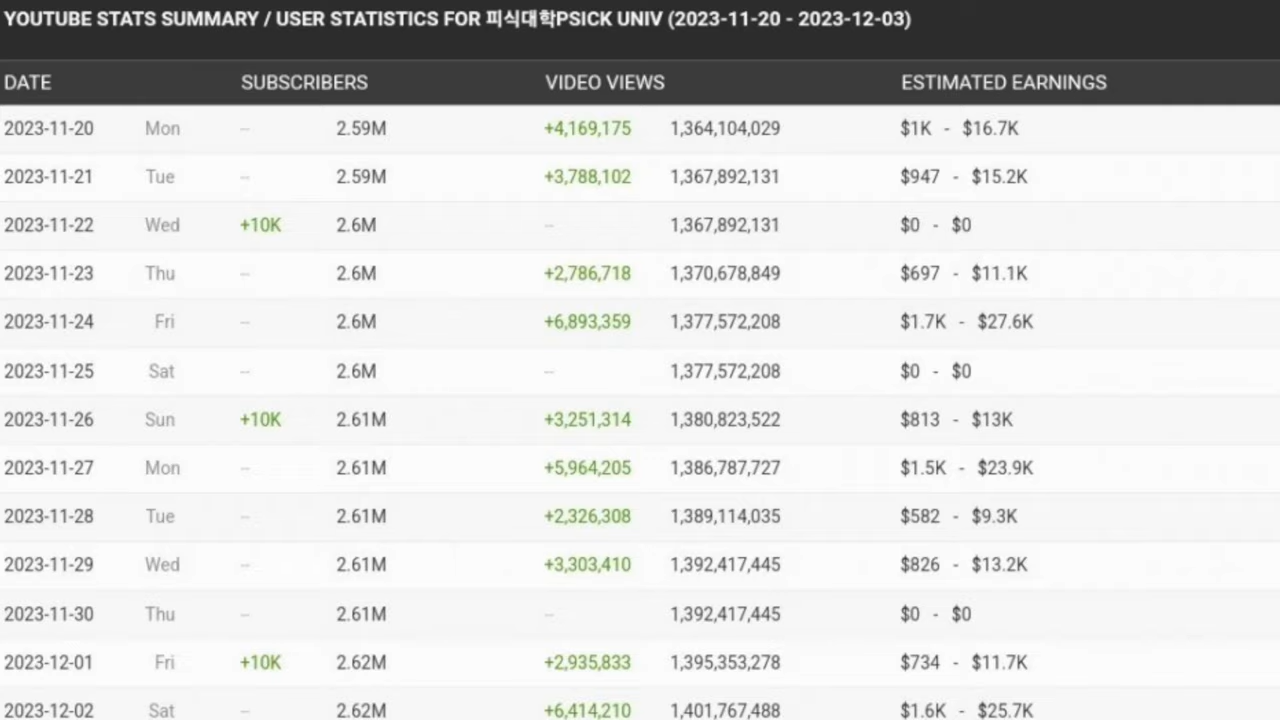 YOUTUBE STATS SUMMARY / USER STATISTICS FOR 피식대학PSICK UNIV (2023-11-20 - 2023-12-03)
DATE SUBSCRIBERS VIDEO VIEWS ESTIMATED EARNINGS
2023-11-20 Mon -- 2.59M +4,169,175 1,364,104,029 $1K - $16.7K
2023-11-21 Tue -- 2.59M +3,788,102 1,367,892,131 $947 - $15.2K
2023-11-22 Wed +10K 2.6M -- 1,367,892,131 $0 - $0
2023-11-23 Thu -- 2.6M +2,786,718 1,370,678,849 $697 - $11.1K
2023-11-24 Fri -- 2.6M +6,893,359 1,377,572,208 $1.7K - $27.6K
2023-11-25 Sat -- 2.6M -- 1,377,572,208 $0 - $0
2023-11-26 Sun +10K 2.61M +3,251,314 1,380,823,522 $813 - $13K
2023-11-27 Mon -- 2.61M +5,964,205 1,386,787,727 $1.5K - $23.9K
2023-11-28 Tue -- 2.61M +2,326,308 1,389,114,035 $582 - $9.3K
2023-11-29 Wed -- 2.61M +3,303,410 1,392,417,445 $826 - $13.2K
2023-11-30 Thu -- 2.61M -- 1,392,417,445 $0 - $0
2023-12-01 Fri +10K 2.62M +2,935,833 1,395,353,278 $734 - $11.7K
2023-12-02 Sat -- 2.62M +6,414,210 1,401,767,488 $1.6K - $25.7K